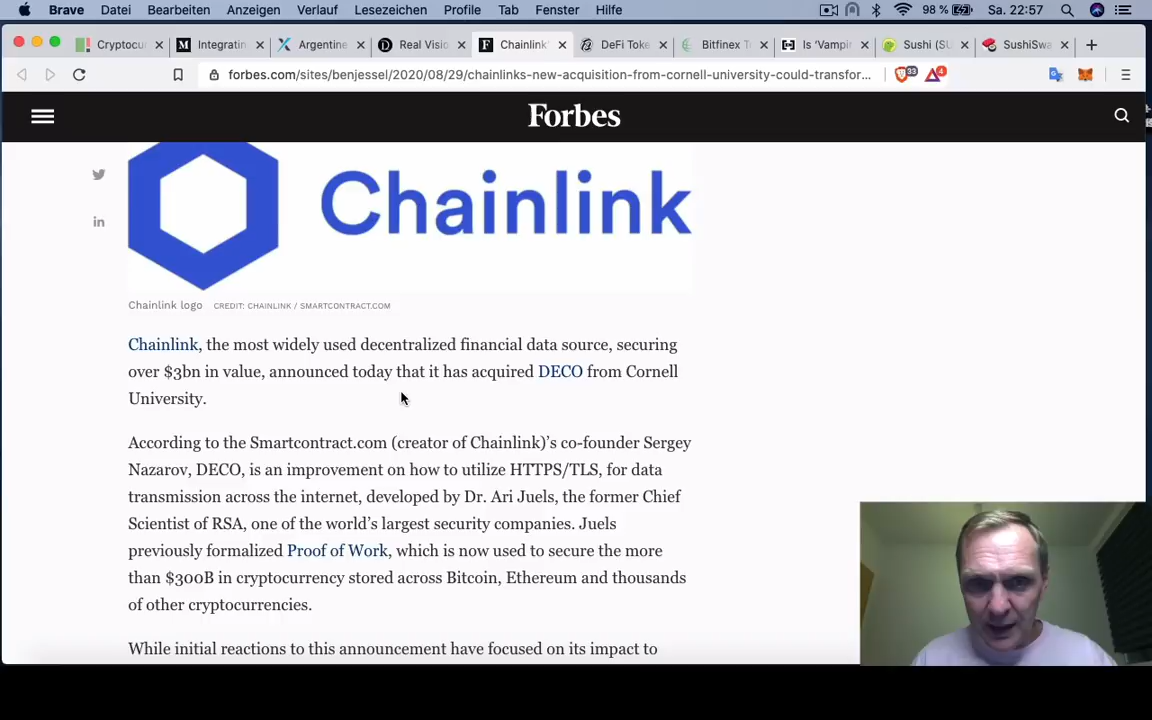 Brave Datei Bearbeiten Anzeigen Verlauf Lesezeichen Profile Tab Fenster Hilfe 98 % Sa. 22:57
Cryptocur Integrating Argentine Real Visio Chainlink' DeFi Toke Bitfinex T Is 'Vampir Sushi (SU SushiSwa
forbes.com/sites/benjessel/2020/08/29/chainlinks-new-acquisition-from-cornell-university-could-transfor... 33 4
Forbes
Chainlink
Chainlink logo CREDIT: CHAINLINK / SMARTCONTRACT.COM
Chainlink, the most widely used decentralized financial data source, securing
over $3bn in value, announced today that it has acquired DECO from Cornell
University.
According to the Smartcontract.com (creator of Chainlink)'s co-founder Sergey
Nazarov, DECO, is an improvement on how to utilize HTTPS/TLS, for data
transmission across the internet, developed by Dr. Ari Juels, the former Chief
Scientist of RSA, one of the world's largest security companies. Juels
previously formalized Proof of Work, which is now used to secure the more
than $300B in cryptocurrency stored across Bitcoin, Ethereum and thousands
of other cryptocurrencies.
While initial reactions to this announcement have focused on its impact to